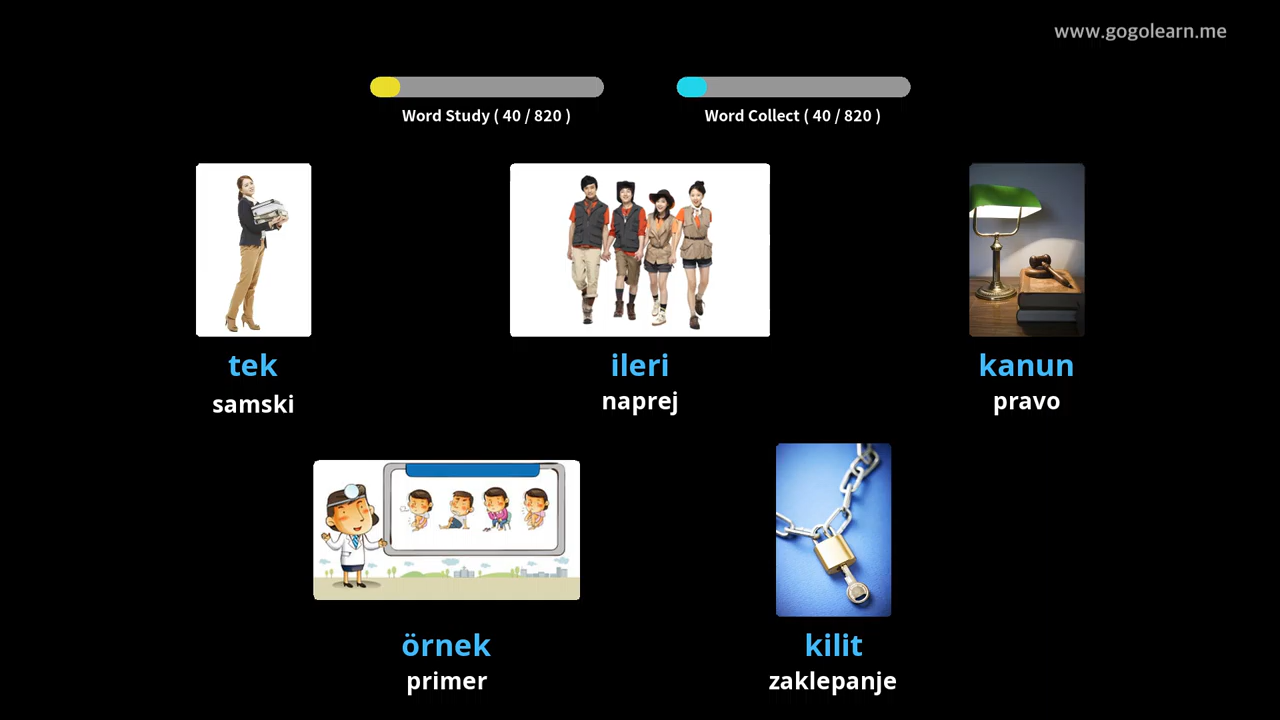 www.gogolearn.me
Word Study ( 40 / 820 )
Word Collect ( 40 / 820 )
tek
samski
ileri
naprej
kanun
pravo
örnek
primer
kilit
zaklepanje